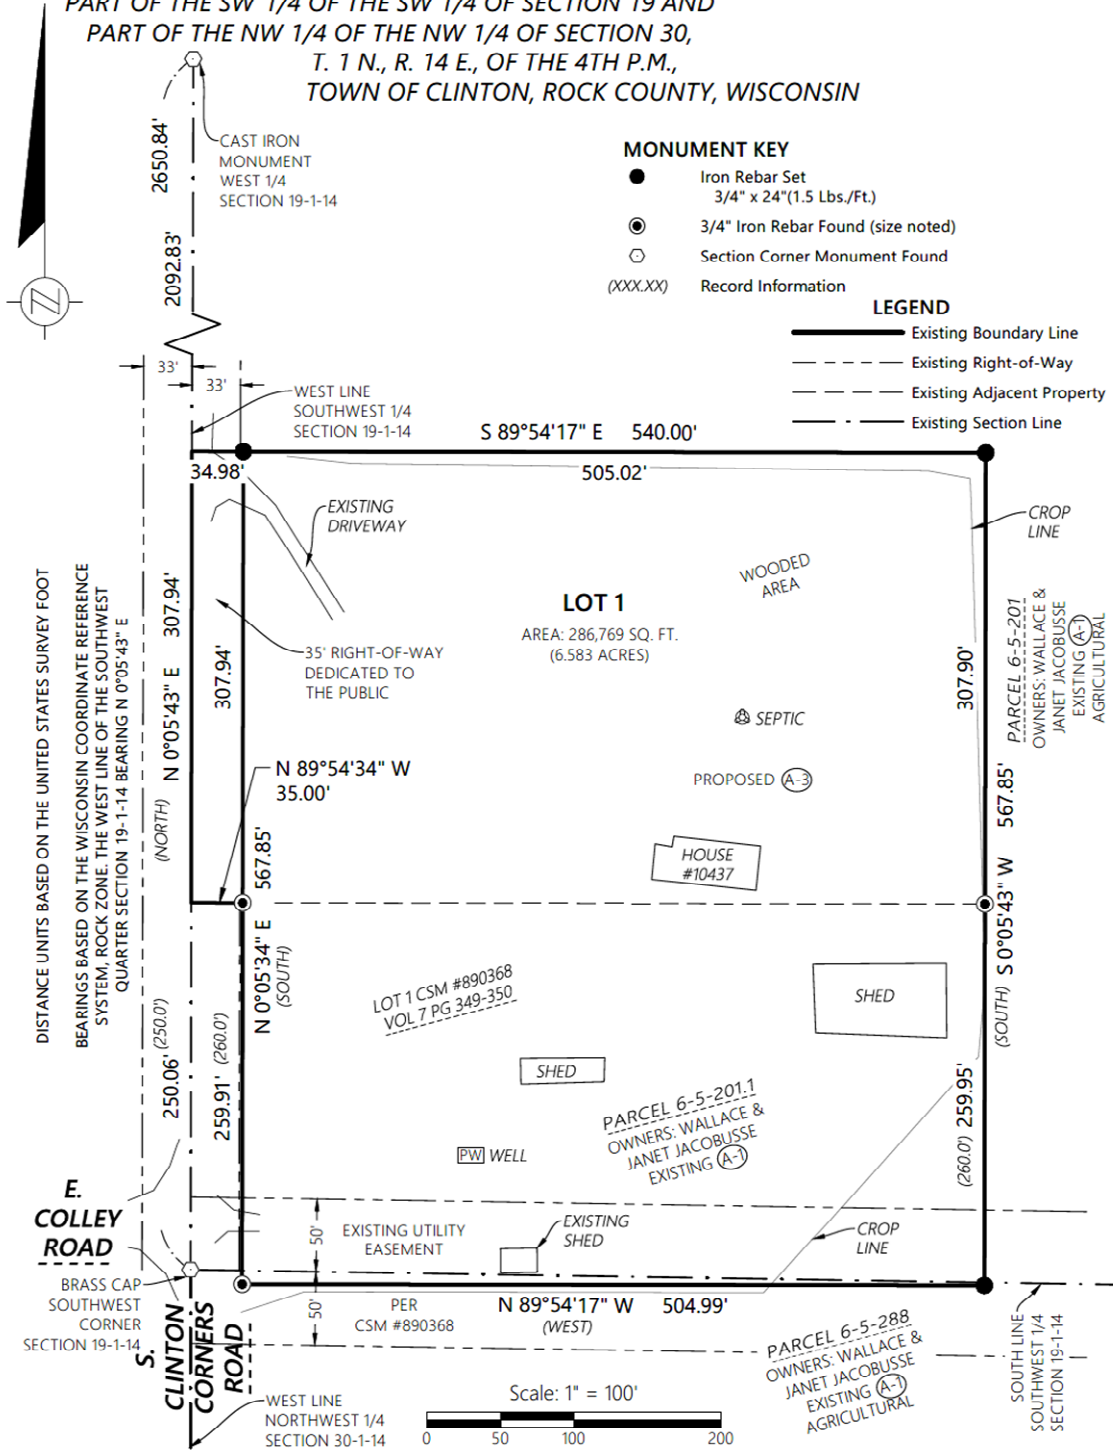 PART OF THE SW 1/4 OF THE SW 1/4 OF SECTION 19 AND
PART OF THE NW 1/4 OF THE NW 1/4 OF SECTION 30,
T. 1 N., R. 14 E., OF THE 4TH P.M.,
TOWN OF CLINTON, ROCK COUNTY, WISCONSIN
2650.84'
2092.83'
CAST IRON
MONUMENT
WEST 1/4
SECTION 19-1-14
MONUMENT KEY
Iron Rebar Set
3/4" x 24"(1.5 Lbs./Ft.)
3/4" Iron Rebar Found (size noted)
Section Corner Monument Found
(XXX.XX) Record Information
LEGEND
Existing Boundary Line
Existing Right-of-Way
Existing Adjacent Property
Existing Section Line
N
33'
33'
WEST LINE
SOUTHWEST 1/4
SECTION 19-1-14
S 89°54'17" E 540.00'
34.98'
505.02'
EXISTING
DRIVEWAY
CROP
LINE
WOODED
AREA
LOT 1
AREA: 286,769 SQ. FT.
(6.583 ACRES)
35' RIGHT-OF-WAY
DEDICATED TO
THE PUBLIC
DISTANCE UNITS BASED ON THE UNITED STATES SURVEY FOOT
BEARINGS BASED ON THE WISCONSIN COORDINATE REFERENCE
SYSTEM, ROCK ZONE. THE WEST LINE OF THE SOUTHWEST
QUARTER SECTION 19-1-14 BEARING N 0°05'43" E
N 0°05'43" E 307.94'
(NORTH)
307.94'
307.90'
PARCEL 6-5-201
OWNERS: WALLACE &
JANET JACOBUSSE
EXISTING A-1
AGRICULTURAL
SEPTIC
PROPOSED A-3
N 89°54'34" W
35.00'
HOUSE
#10437
N 0°05'34" E 567.85'
(SOUTH)
S 0°05'43" W 567.85'
(SOUTH)
LOT 1 CSM #890368
VOL 7 PG 349-350
SHED
SHED
250.06' (250.0')
259.91' (260.0')
(260.0') 259.95'
PARCEL 6-5-201.1
OWNERS: WALLACE &
JANET JACOBUSSE
EXISTING A-1
PW WELL
E.
COLLEY
ROAD
50'
EXISTING UTILITY
EASEMENT
EXISTING
SHED
CROP
LINE
BRASS CAP
SOUTHWEST
CORNER
SECTION 19-1-14
50'
PER
CSM #890368
N 89°54'17" W 504.99'
(WEST)
S.
CLINTON
CORNERS
ROAD
PARCEL 6-5-288
OWNERS: WALLACE &
JANET JACOBUSSE
EXISTING A-1
AGRICULTURAL
SOUTH LINE
SOUTHWEST 1/4
SECTION 19-1-14
WEST LINE
NORTHWEST 1/4
SECTION 30-1-14
Scale: 1" = 100'
0 50 100 200